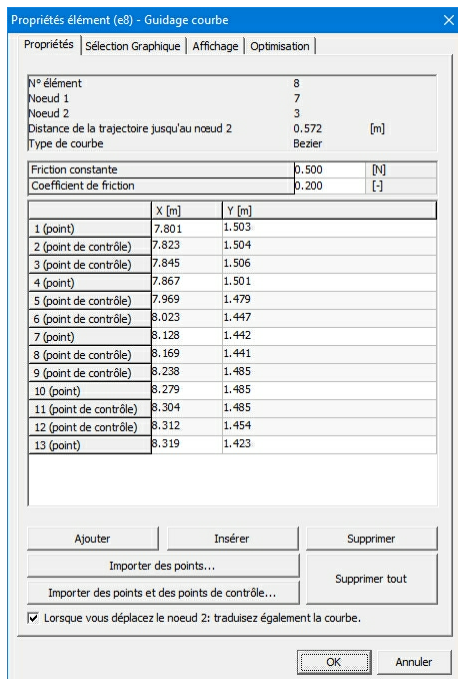 Propriétés élément (e8) - Guidage courbe
Propriétés Sélection Graphique Affichage Optimisation
N° élément 8
Noeud 1 7
Noeud 2 3
Distance de la trajectoire jusqu'au nœud 2 0.572 [m]
Type de courbe Bezier
Friction constante 0.500 [N]
Coefficient de friction 0.200 [-]
X [m] Y [m]
1 (point) 7.801 1.503
2 (point de contrôle) 7.823 1.504
3 (point de contrôle) 7.845 1.506
4 (point) 7.867 1.501
5 (point de contrôle) 7.969 1.479
6 (point de contrôle) 8.023 1.447
7 (point) 8.128 1.442
8 (point de contrôle) 8.169 1.441
9 (point de contrôle) 8.238 1.485
10 (point) 8.279 1.485
11 (point de contrôle) 8.304 1.485
12 (point de contrôle) 8.312 1.454
13 (point) 8.319 1.423
Ajouter Insérer Supprimer
Importer des points...
Supprimer tout
Importer des points et des points de contrôle...
Lorsque vous déplacez le noeud 2: traduisez également la courbe.
OK Annuler